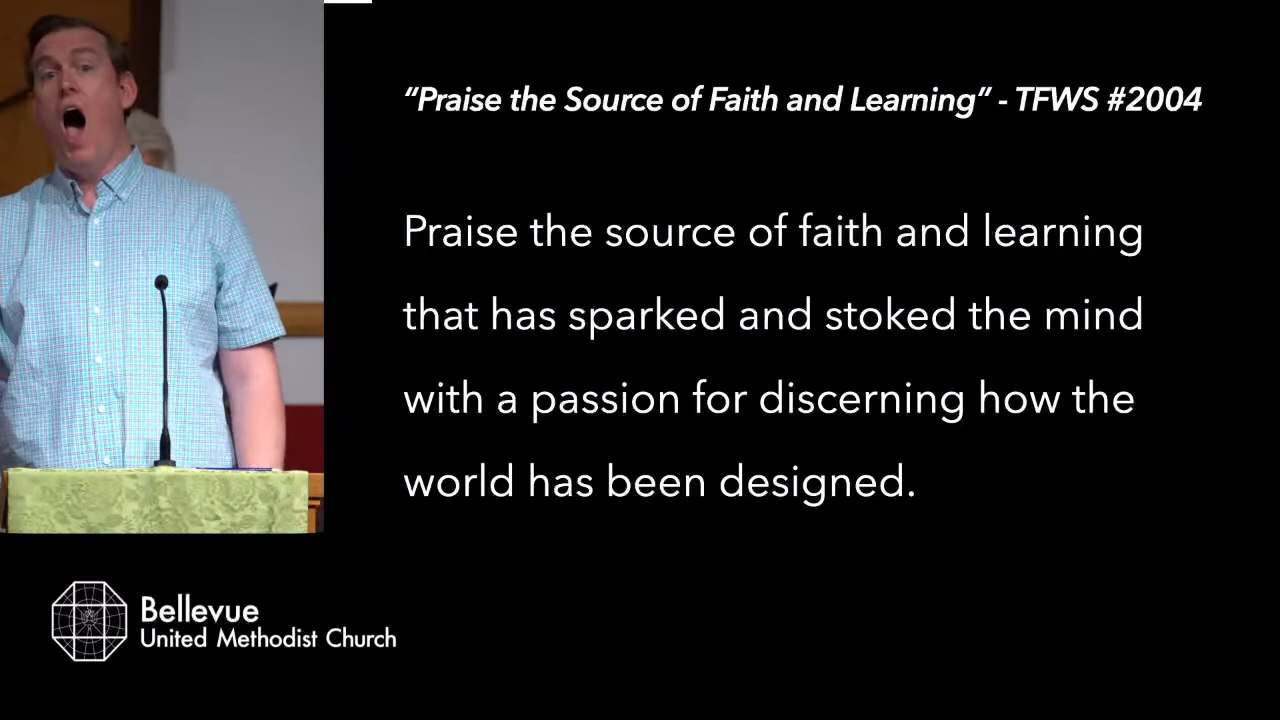 “Praise the Source of Faith and Learning” - TFWS #2004
Praise the source of faith and learning
that has sparked and stoked the mind
with a passion for discerning how the
world has been designed.
Bellevue
United Methodist Church